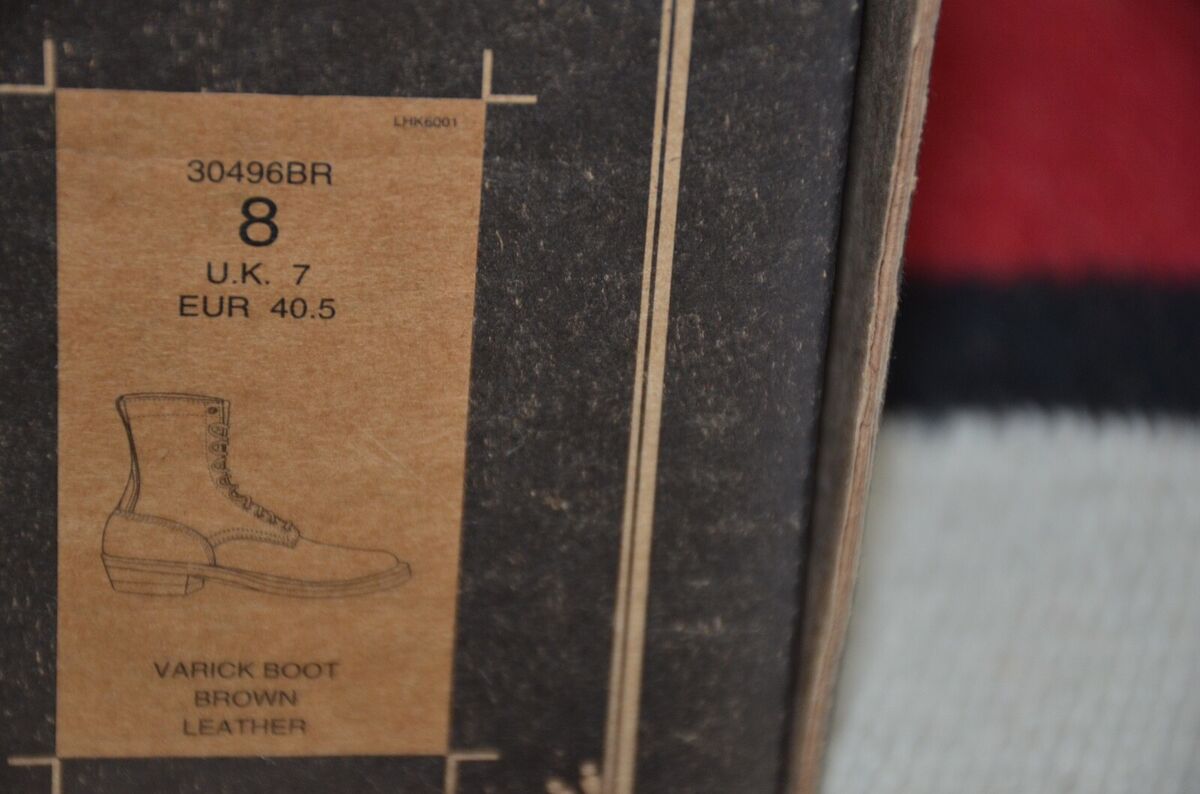 LHK6001
30496BR
8
U.K. 7
EUR 40.5
VARICK BOOT
BROWN
LEATHER